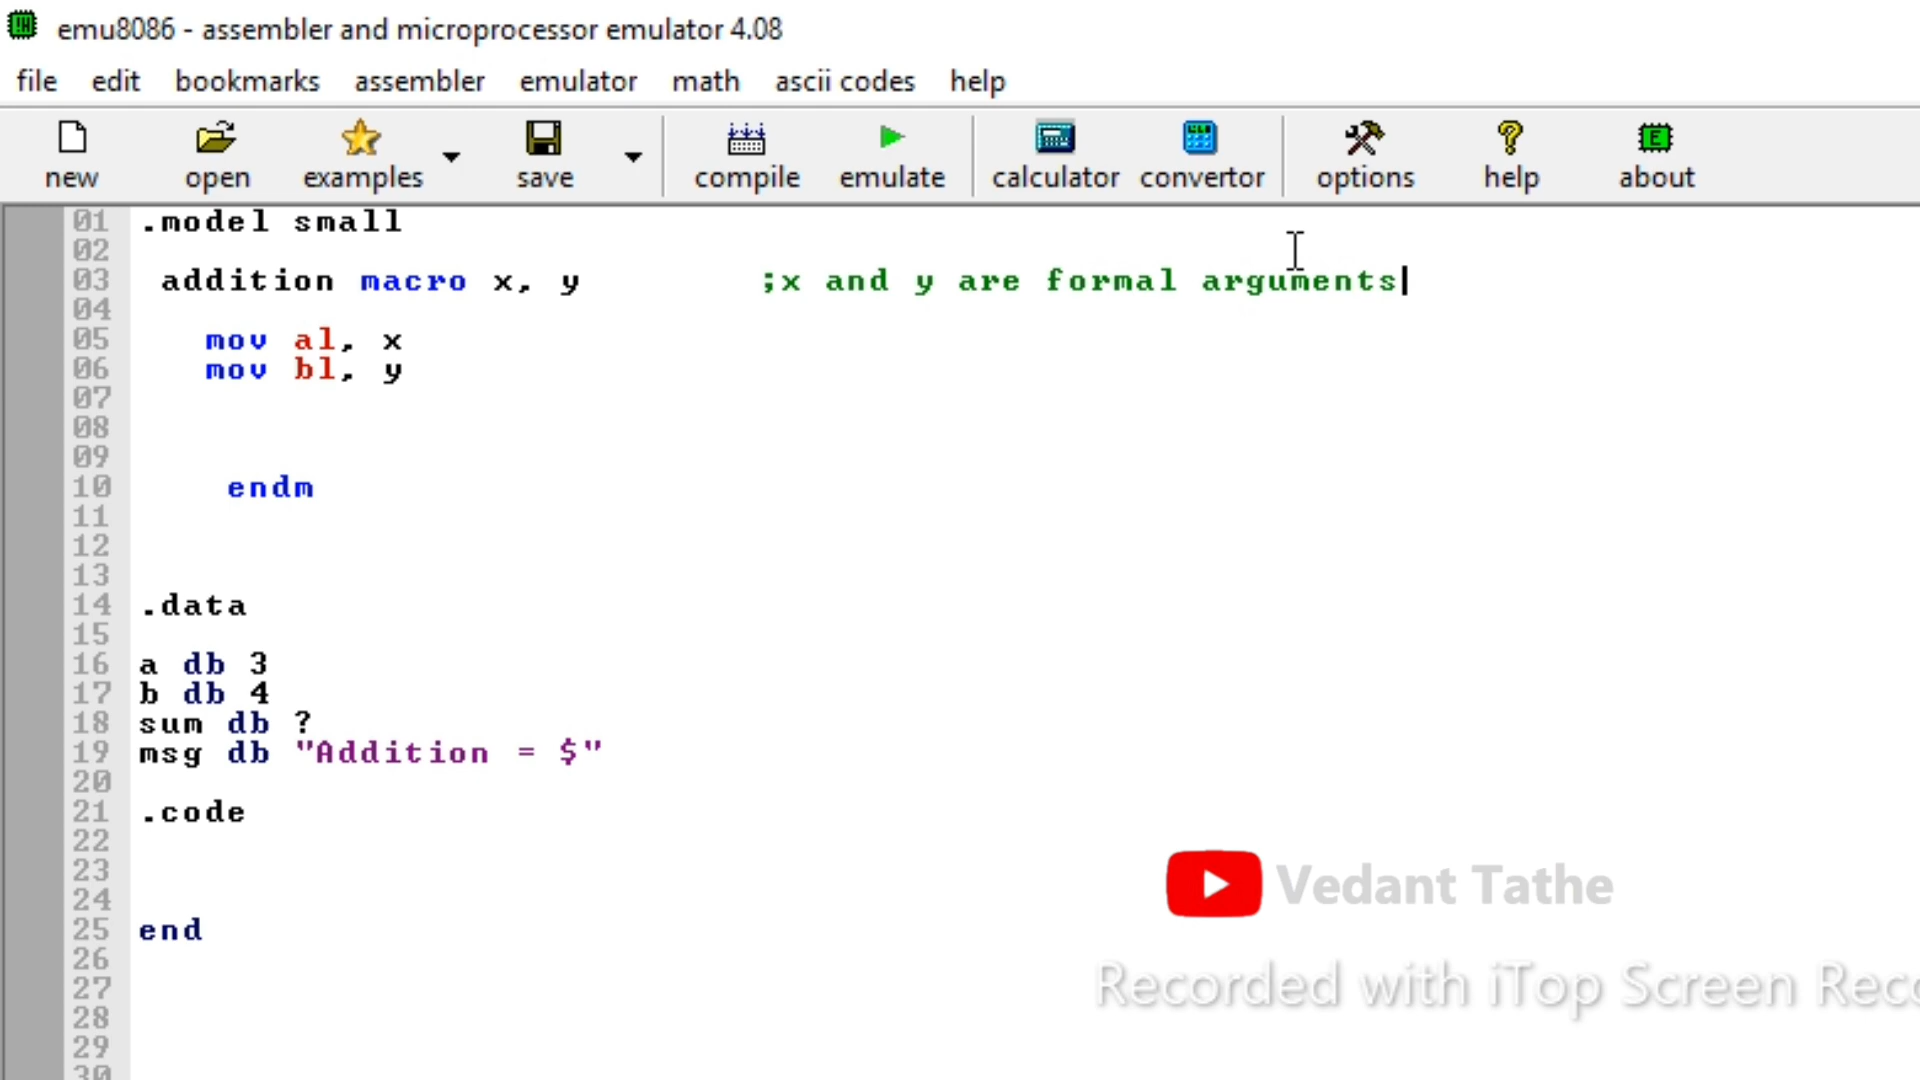 emu8086 - assembler and microprocessor emulator 4.08
file edit bookmarks assembler emulator math ascii codes help
new open examples save compile emulate calculator convertor options help about
01 .model small
02
03 addition macro x, y ;x and y are formal arguments
04
05 mov al, x
06 mov bl, y
07
08
09
10 endm
11
12
13
14 .data
15
16 a db 3
17 b db 4
18 sum db ?
19 msg db "Addition = $"
20
21 .code
22
23
24
25 end
26
27
28
29
30
Vedant Tathe
Recorded with iTop Screen Reco